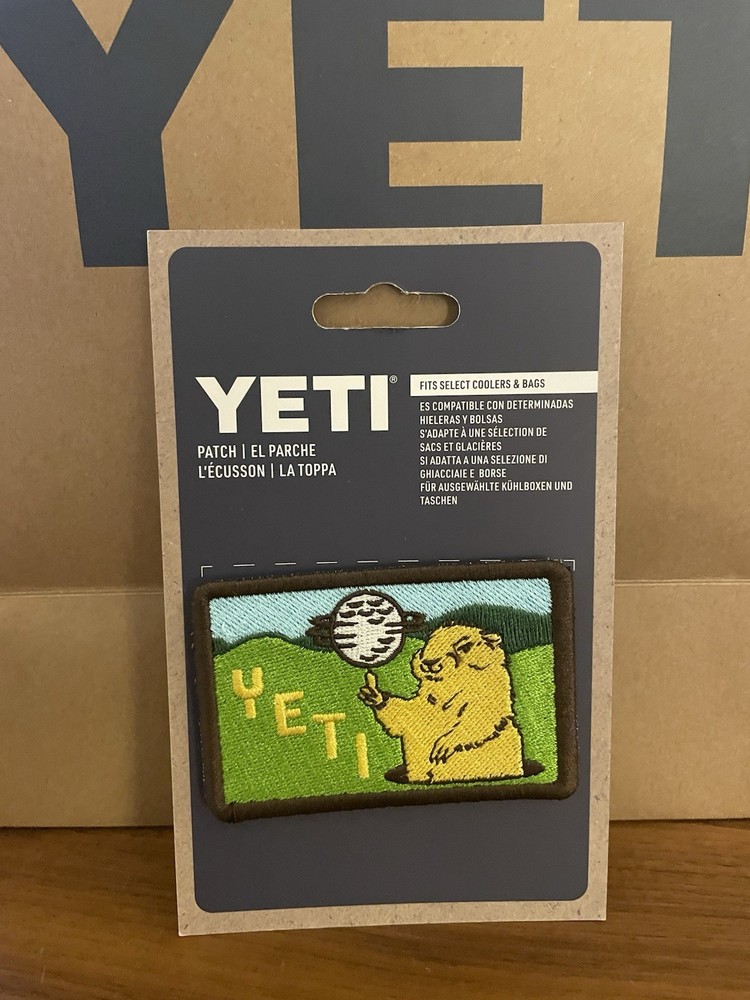 YETI
YETI®
PATCH | EL PARCHE
L'ÉCUSSON | LA TOPPA
FITS SELECT COOLERS & BAGS
ES COMPATIBLE CON DETERMINADAS
HIELERAS Y BOLSAS
S'ADAPTE À UNE SÉLECTION DE
SACS ET GLACIÈRES
SI ADATTA A UNA SELEZIONE DI
GHIACCIAIE E BORSE
FÜR AUSGEWÄHLTE KÜHLBOXEN UND
TASCHEN
YETI